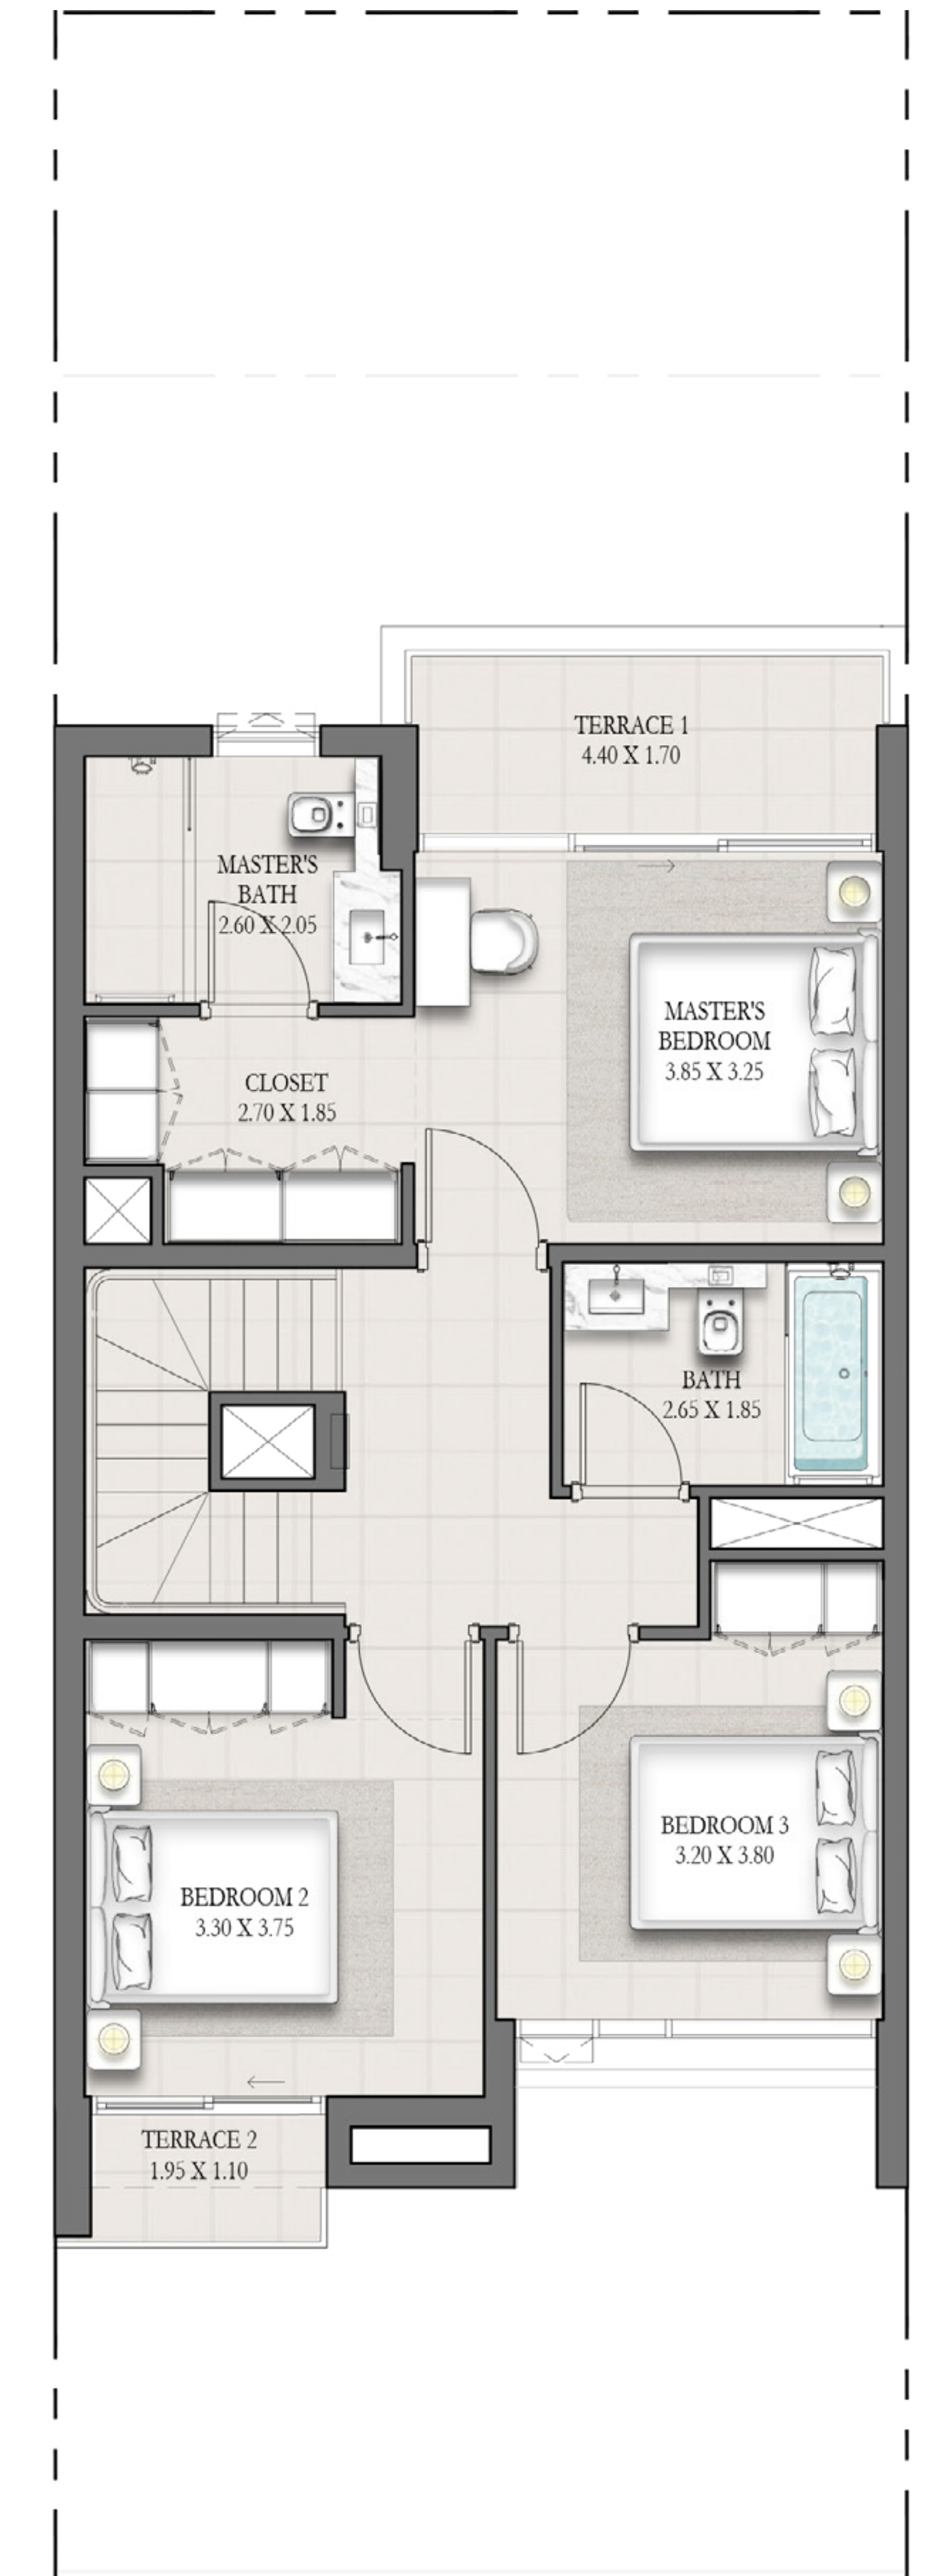 TERRACE 1
4.40 X 1.70
MASTER'S
BATH
2.60 X 2.05
MASTER'S
BEDROOM
3.85 X 3.25
CLOSET
2.70 X 1.85
BATH
2.65 X 1.85
BEDROOM 3
3.20 X 3.80
BEDROOM 2
3.30 X 3.75
TERRACE 2
1.95 X 1.10